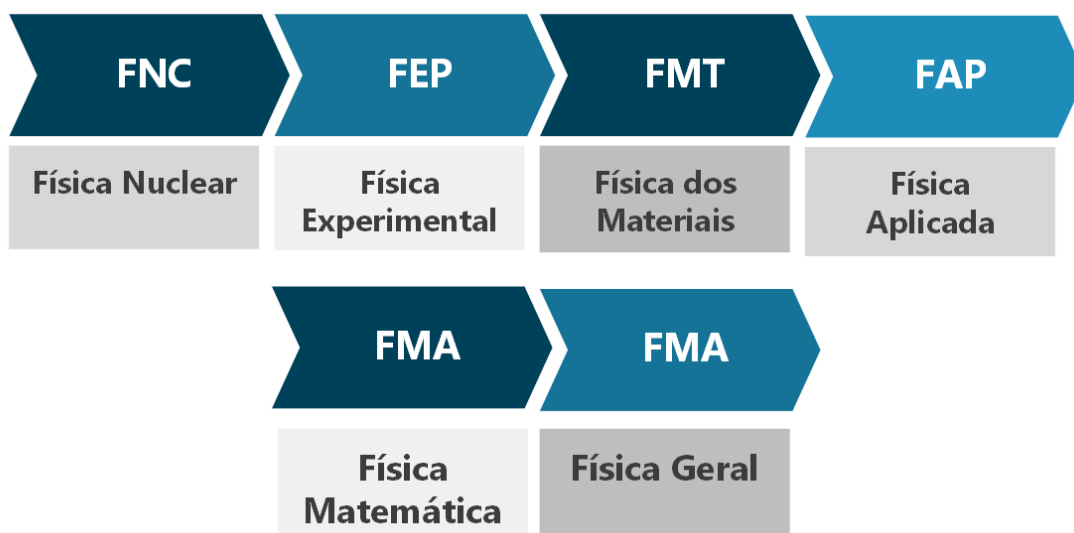 FNC
FEP
FMT
FAP
Física Nuclear
Física
Experimental
Física dos
Materiais
Física
Aplicada
FMA
FMA
Física
Matemática
Física Geral